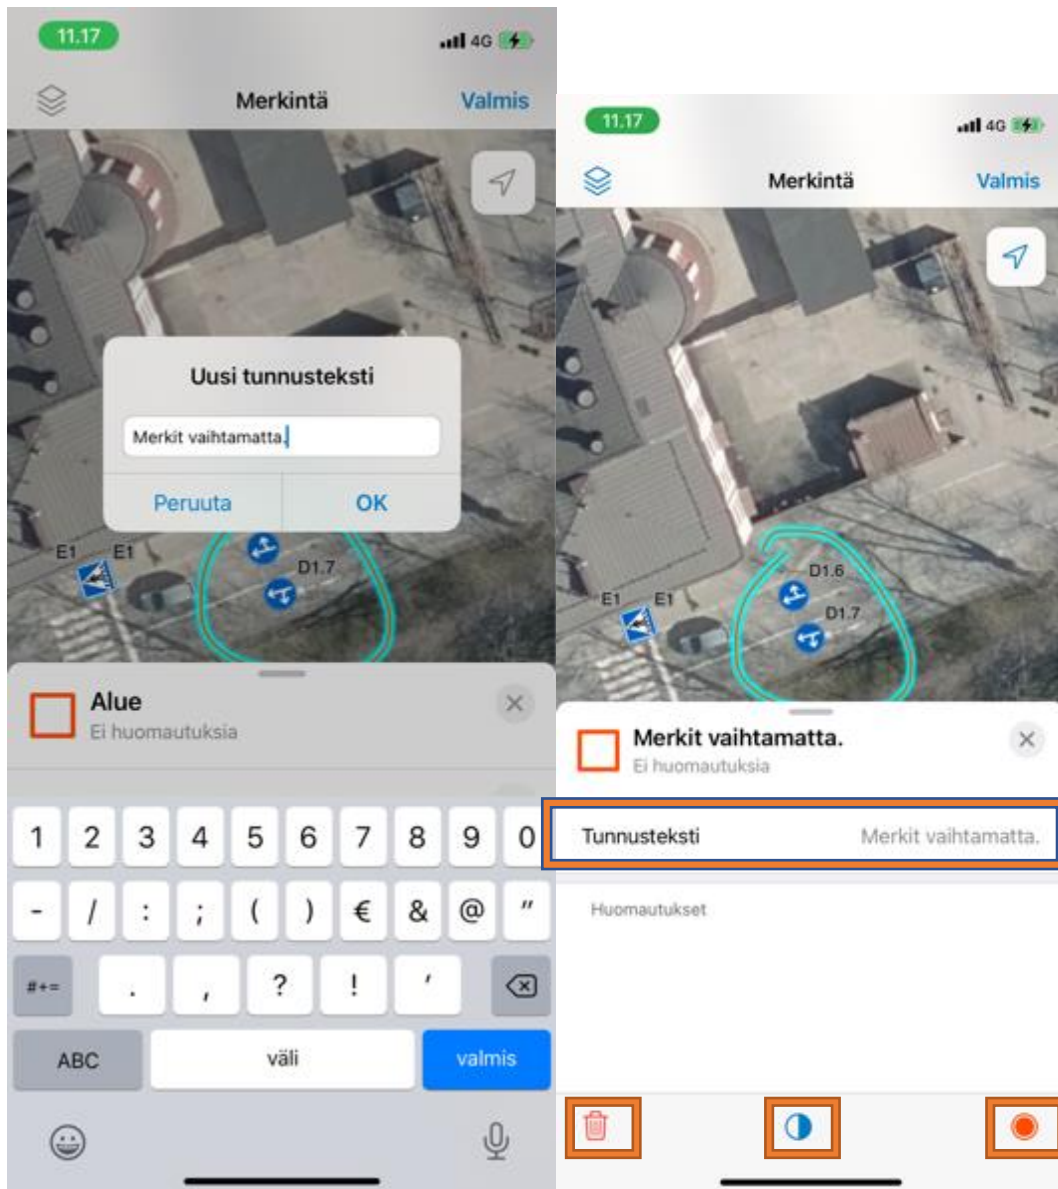 11.17
4G
Merkintä
Valmis
Uusi tunnusteksti
Merkit vaihtamatta.
Peruuta
OK
E1
E1
D1.7
Alue
Ei huomautuksia
1 2 3 4 5 6 7 8 9 0
- / : ; ( ) € & @ "
#+= . , ? ! '
ABC
väli
valmis
11.17
4G
Merkintä
Valmis
D1.6
E1
E1
D1.7
Merkit vaihtamatta.
Ei huomautuksia
Tunnusteksti
Merkit vaihtamatta.
Huomautukset